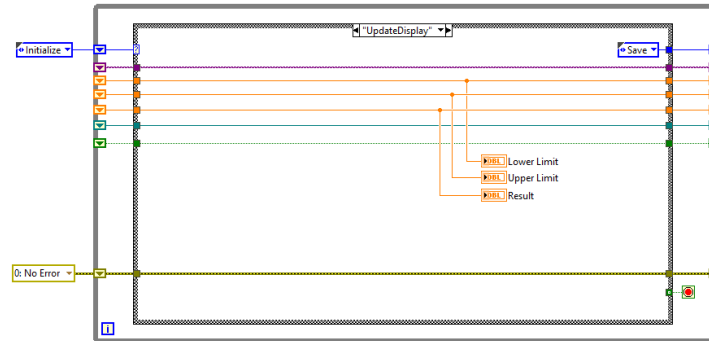 "UpdateDisplay"
Initialize
Save
DBL Lower Limit
DBL Upper Limit
DBL Result
0: No Error
i